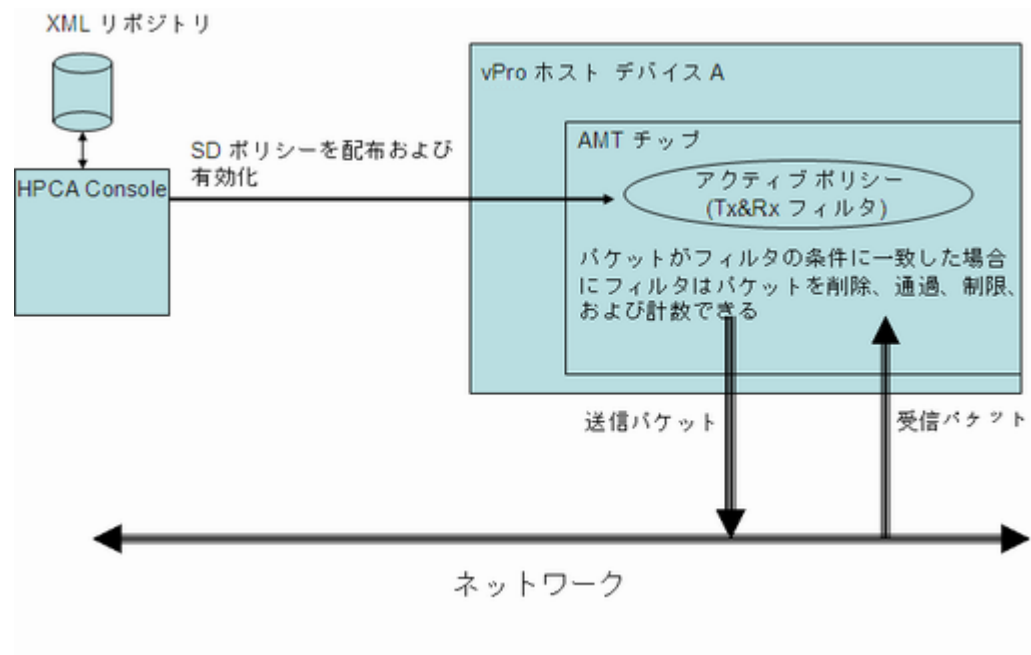 XML リポジトリ
vPro ホスト デバイス A
AMT チップ
SD ポリシーを配布および
有効化
HPCA Console
アクティブ ポリシー
(Tx&Rx フィルタ)
パケットがフィルタの条件に一致した場合
にフィルタはパケットを削除、通過、制限、
および計数できる
送信パケット
受信パケット
ネットワーク